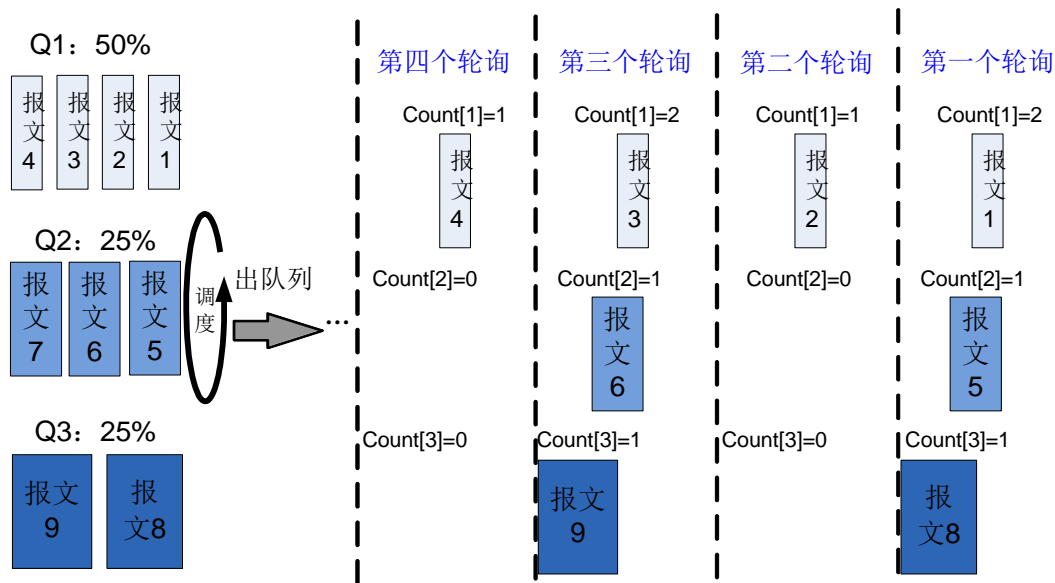 Q1：50%
报文4
报文3
报文2
报文1
Q2：25%
报文7
报文6
报文5
调度
出队列
...
Q3：25%
报文9
报文8
第四个轮询
第三个轮询
第二个轮询
第一个轮询
Count[1]=1
Count[1]=2
Count[1]=1
Count[1]=2
报文4
报文3
报文2
报文1
Count[2]=0
Count[2]=1
Count[2]=0
Count[2]=1
报文6
报文5
Count[3]=0
Count[3]=1
Count[3]=0
Count[3]=1
报文9
报文8